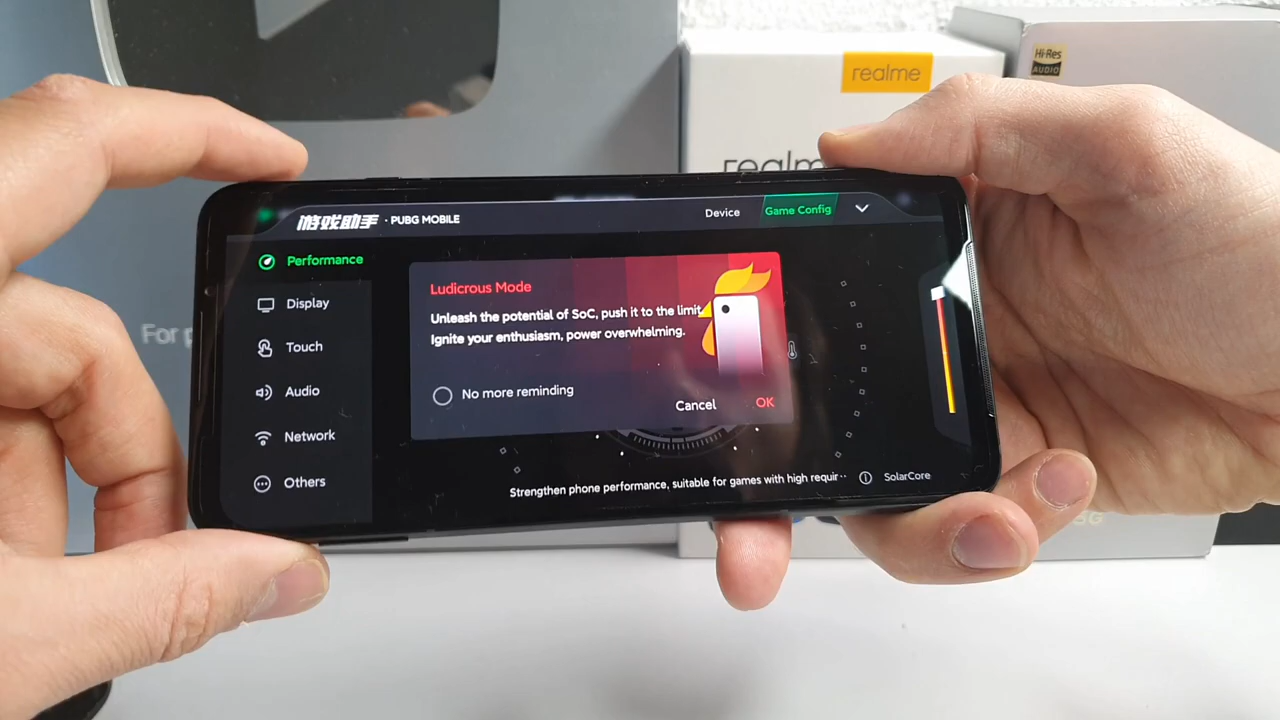 Hi-Res
AUDIO
realme
realm
For p
游戏助手 · PUBG MOBILE
Device
Game Config
Performance
Display
Touch
Audio
Network
Others
Ludicrous Mode
Unleash the potential of SoC, push it to the limit.
Ignite your enthusiasm, power overwhelming.
No more reminding
Cancel
OK
Strengthen phone performance, suitable for games with high requir··
SolarCore